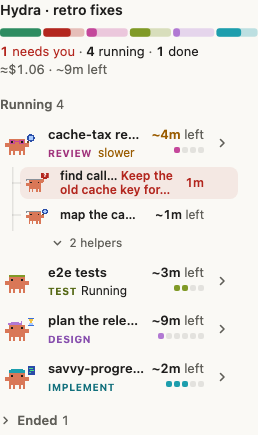 Hydra · retro fixes
1 needs you · 4 running · 1 done
≈$1.06 · ~9m left
Running 4
cache-tax re... ~4m left
REVIEW slower
find call... Keep the
old cache key for... 1m
map the ca... ~1m left
2 helpers
e2e tests ~3m left
TEST Running
plan the rele... ~9m left
DESIGN
savvy-progre... ~2m left
IMPLEMENT
Ended 1